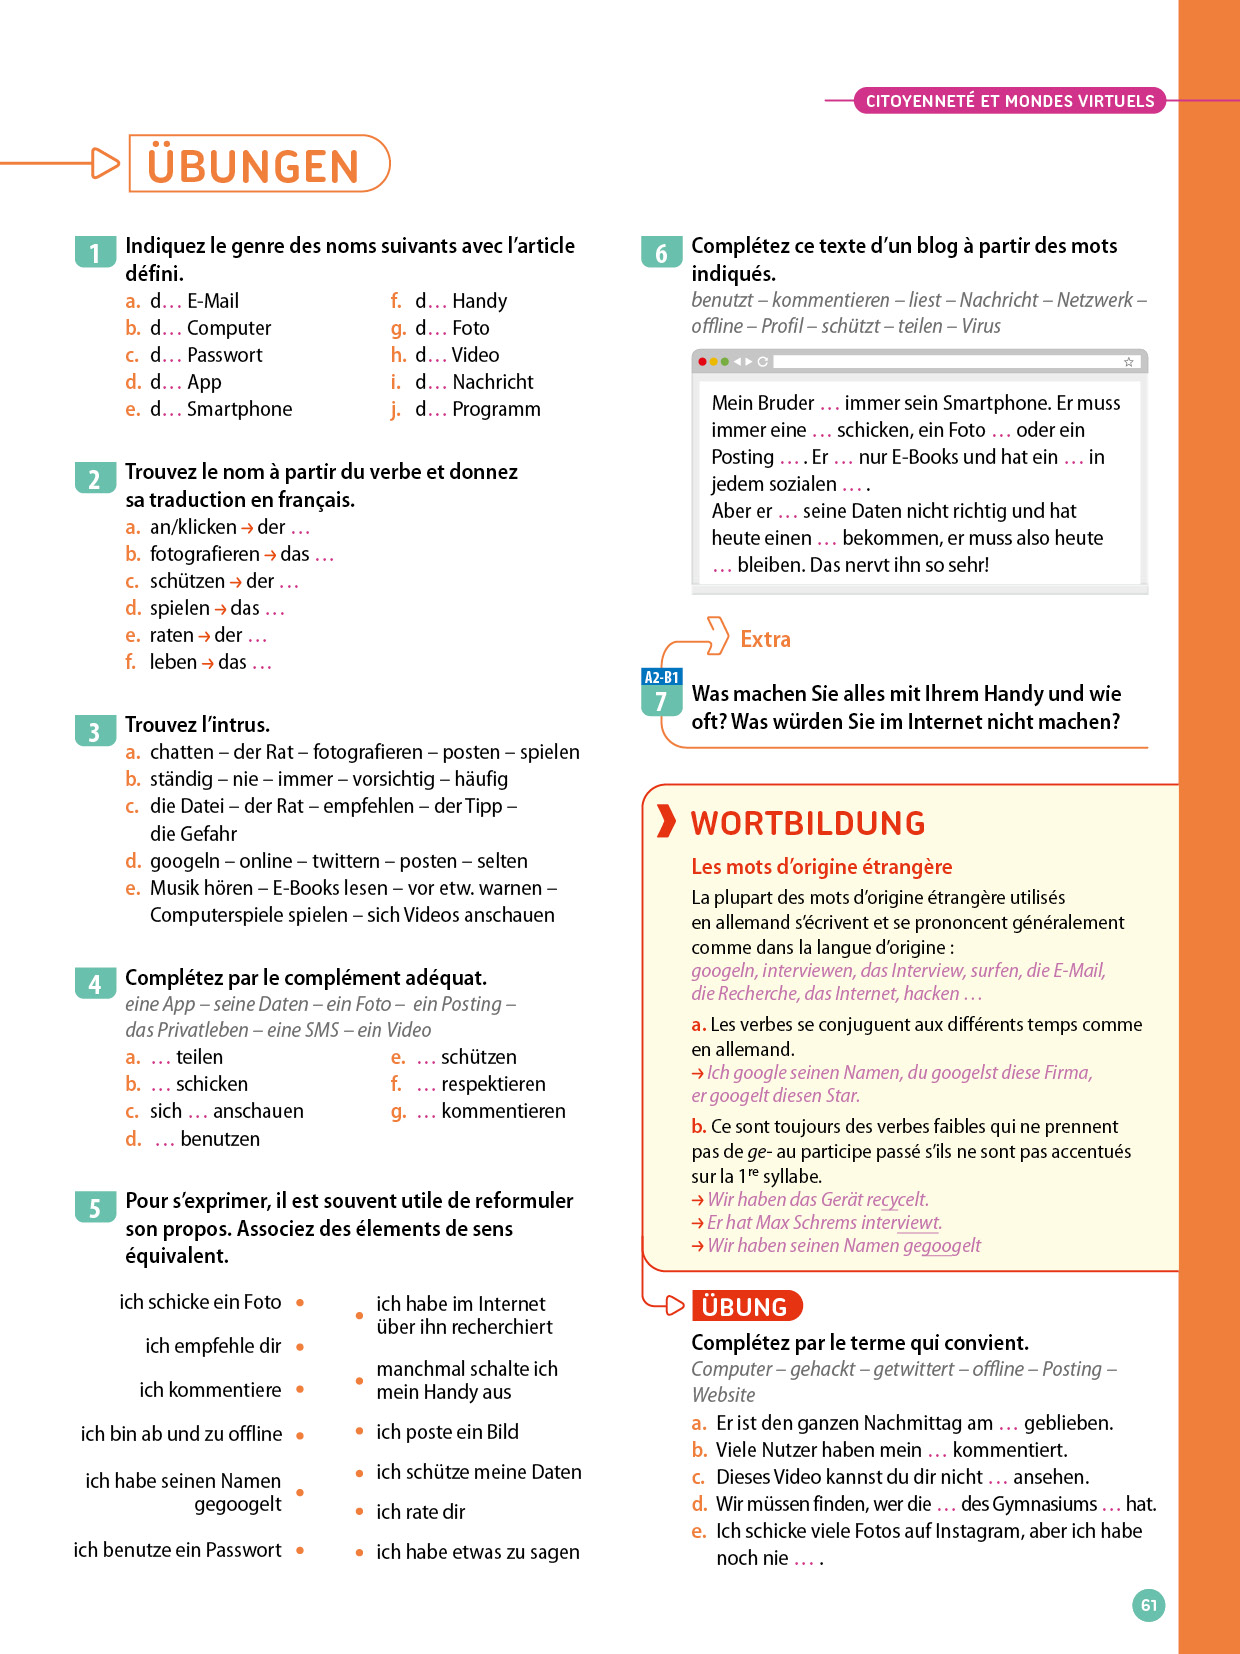 CITOYENNETÉ ET MONDES VIRTUELS
ÜBUNGEN
1 Indiquez le genre des noms suivants avec l’article
défini.
a. d… E-Mail
b. d… Computer
c. d… Passwort
d. d… App
e. d… Smartphone
f. d… Handy
g. d… Foto
h. d… Video
i. d… Nachricht
j. d… Programm
2 Trouvez le nom à partir du verbe et donnez
sa traduction en français.
a. an/klicken → der …
b. fotografieren → das …
c. schützen → der …
d. spielen → das …
e. raten → der …
f. leben → das …
3 Trouvez l’intrus.
a. chatten – der Rat – fotografieren – posten – spielen
b. ständig – nie – immer – vorsichtig – häufig
c. die Datei – der Rat – empfehlen – der Tipp –
die Gefahr
d. googeln – online – twittern – posten – selten
e. Musik hören – E-Books lesen – vor etw. warnen –
Computerspiele spielen – sich Videos anschauen
4 Complétez par le complément adéquat.
eine App – seine Daten – ein Foto – ein Posting –
das Privatleben – eine SMS – ein Video
a. … teilen
b. … schicken
c. sich … anschauen
d. … benutzen
e. … schützen
f. … respektieren
g. … kommentieren
5 Pour s’exprimer, il est souvent utile de reformuler
son propos. Associez des élements de sens
équivalent.
ich schicke ein Foto •
ich empfehle dir •
ich kommentiere •
ich bin ab und zu offline •
ich habe seinen Namen
gegoogelt •
ich benutze ein Passwort •
• ich habe im Internet
über ihn recherchiert
• manchmal schalte ich
mein Handy aus
• ich poste ein Bild
• ich schütze meine Daten
• ich rate dir
• ich habe etwas zu sagen
6 Complétez ce texte d’un blog à partir des mots
indiqués.
benutzt – kommentieren – liest – Nachricht – Netzwerk –
offline – Profil – schützt – teilen – Virus
Mein Bruder … immer sein Smartphone. Er muss
immer eine … schicken, ein Foto … oder ein
Posting … . Er … nur E-Books und hat ein … in
jedem sozialen … .
Aber er … seine Daten nicht richtig und hat
heute einen … bekommen, er muss also heute
… bleiben. Das nervt ihn so sehr!
Extra
A2-B1
7 Was machen Sie alles mit Ihrem Handy und wie
oft? Was würden Sie im Internet nicht machen?
WORTBILDUNG
Les mots d’origine étrangère
La plupart des mots d’origine étrangère utilisés
en allemand s’écrivent et se prononcent généralement
comme dans la langue d’origine :
googeln, interviewen, das Interview, surfen, die E-Mail,
die Recherche, das Internet, hacken …
a. Les verbes se conjuguent aux différents temps comme
en allemand.
→ Ich google seinen Namen, du googelst diese Firma,
er googelt diesen Star.
b. Ce sont toujours des verbes faibles qui ne prennent
pas de ge- au participe passé s’ils ne sont pas accentués
sur la 1re syllabe.
→ Wir haben das Gerät recycelt.
→ Er hat Max Schrems interviewt.
→ Wir haben seinen Namen gegoogelt
ÜBUNG
Complétez par le terme qui convient.
Computer – gehackt – getwittert – offline – Posting –
Website
a. Er ist den ganzen Nachmittag am … geblieben.
b. Viele Nutzer haben mein … kommentiert.
c. Dieses Video kannst du dir nicht … ansehen.
d. Wir müssen finden, wer die … des Gymnasiums … hat.
e. Ich schicke viele Fotos auf Instagram, aber ich habe
noch nie … .
61